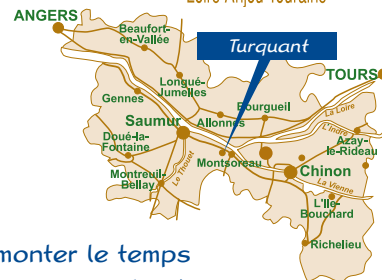 Loire Anjou Touraine
ANGERS
Beaufort-
en-Vallée
Turquant
Longué-
Jumelles
TOURS
Gennes
Bourgueil
La Loire
Allonnes
Saumur
L'Indre
Doué-la-
Fontaine
Azay-
le-Rideau
Montsoreau
Le Thouet
Chinon
Montreuil-
Bellay
La Vienne
L'Ile-
Bouchard
Richelieu
monter le temps